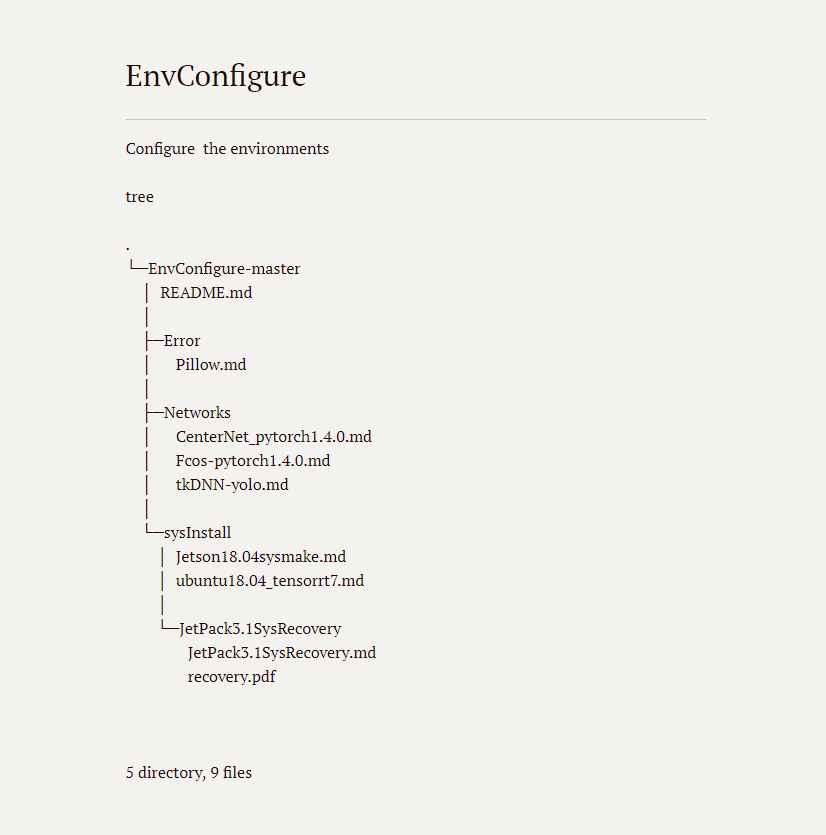 EnvConfigure
Configure  the environments
tree
.
└─EnvConfigure-master
│ README.md
│
├─Error
│ Pillow.md
│
├─Networks
│ CenterNet_pytorch1.4.0.md
│ Fcos-pytorch1.4.0.md
│ tkDNN-yolo.md
│
└─sysInstall
│ Jetson18.04sysmake.md
│ ubuntu18.04_tensorrt7.md
│
└─JetPack3.1SysRecovery
JetPack3.1SysRecovery.md
recovery.pdf
5 directory, 9 files